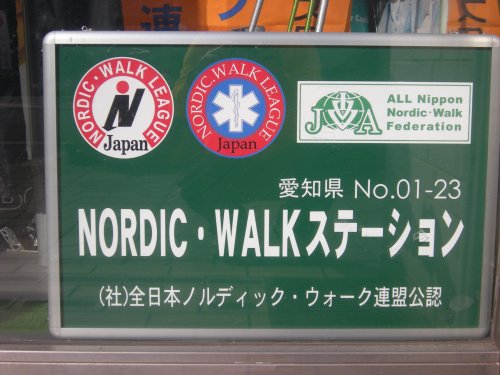 NORDIC・WALK LEAGUE
N
Japan
NORDIC.WALK LEAGUE
Japan
ALL Nippon
Nordic·Walk
Federation
愛知県 No.01-23
NORDIC・WALKステーション
(社)全日本ノルディック・ウォーク連盟公認